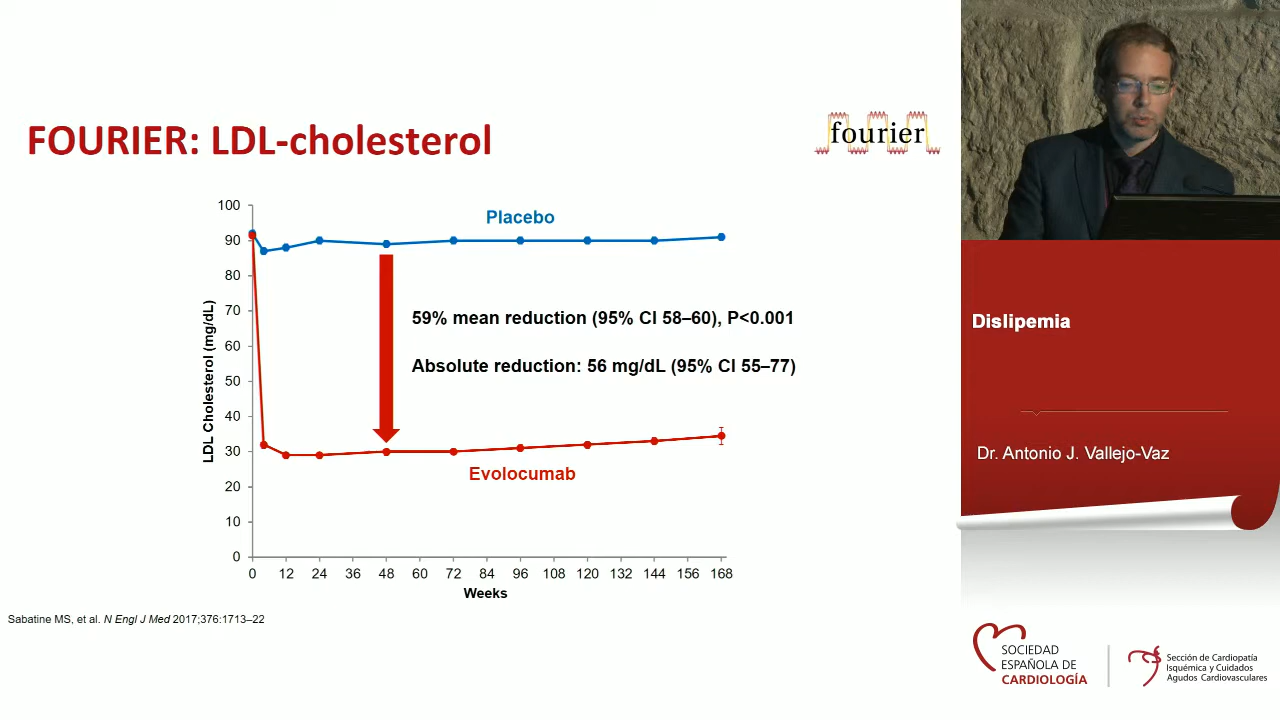 FOURIER: LDL-cholesterol
fourier
100
90
80
70
60
50
40
30
20
10
0
LDL Cholesterol (mg/dL)
Placebo
59% mean reduction (95% CI 58–60), P<0.001
Absolute reduction: 56 mg/dL (95% CI 55–77)
Evolocumab
0 12 24 36 48 60 72 84 96 108 120 132 144 156 168
Weeks
Sabatine MS, et al. N Engl J Med 2017;376:1713–22
Dislipemia
Dr. Antonio J. Vallejo-Vaz
SOCIEDAD
ESPAÑOLA DE
CARDIOLOGÍA
Sección de Cardiopatía
Isquémica y Cuidados
Agudos Cardiovasculares